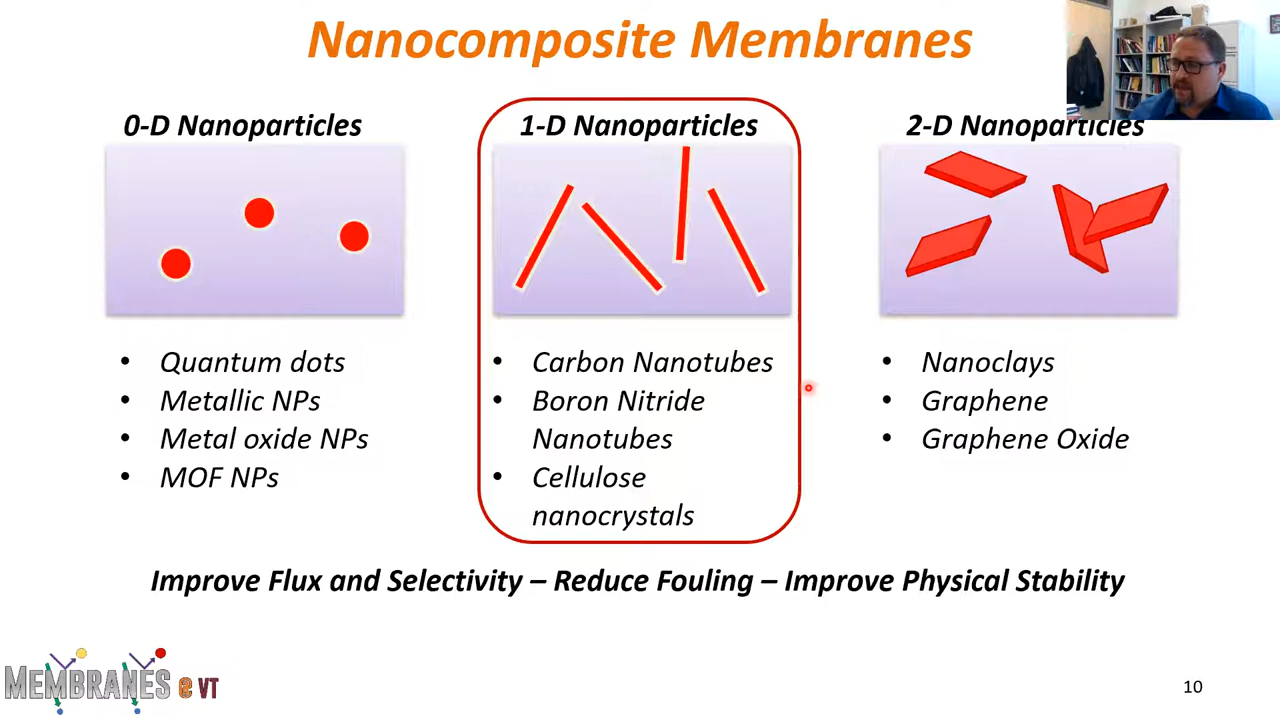 Nanocomposite Membranes
0-D Nanoparticles
• Quantum dots
• Metallic NPs
• Metal oxide NPs
• MOF NPs
1-D Nanoparticles
• Carbon Nanotubes
• Boron Nitride
Nanotubes
• Cellulose
nanocrystals
2-D Nanoparticles
• Nanoclays
• Graphene
• Graphene Oxide
Improve Flux and Selectivity – Reduce Fouling – Improve Physical Stability
MEMBRANES @ VT
10